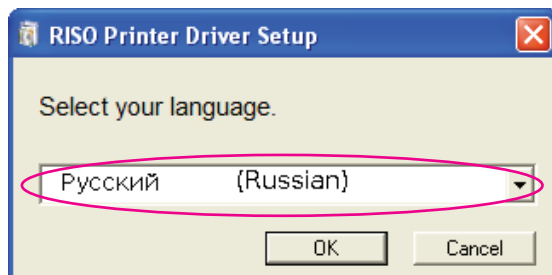 RISO Printer Driver Setup
Select your language.
Русский (Russian)
OK Cancel